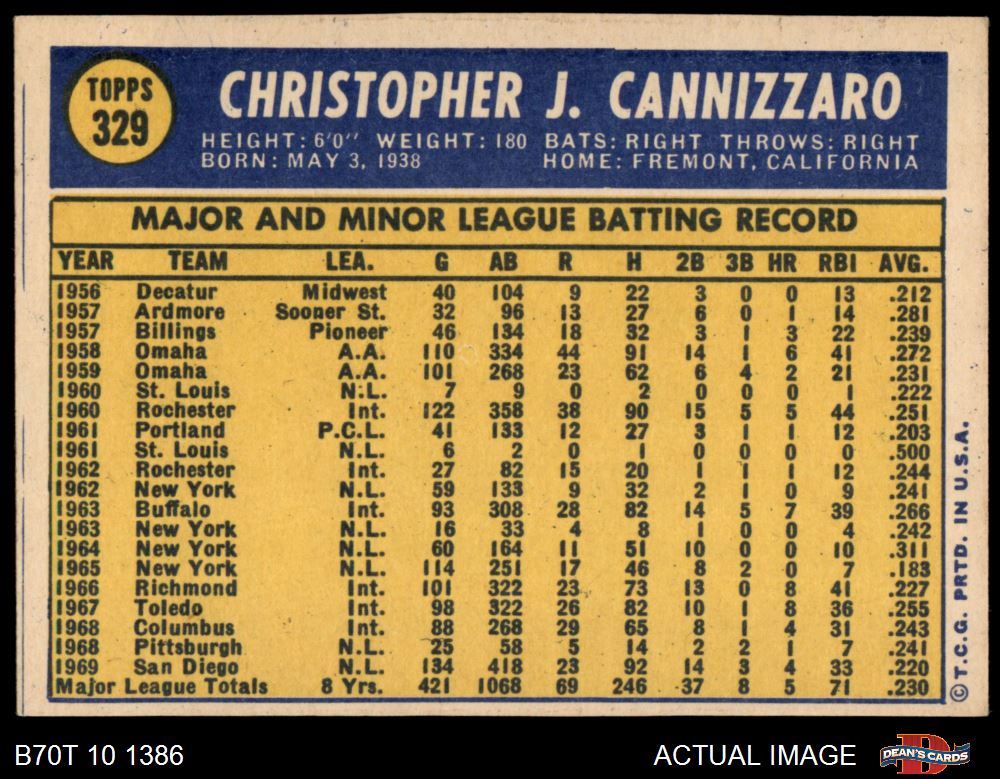 TOPPS
329
CHRISTOPHER J. CANNIZZARO
HEIGHT: 6'0" WEIGHT: 180 BATS: RIGHT THROWS: RIGHT
BORN: MAY 3, 1938 HOME: FREMONT, CALIFORNIA
MAJOR AND MINOR LEAGUE BATTING RECORD
YEAR TEAM LEA. G AB R H 2B 3B HR RBI AVG.
1956 Decatur Midwest 40 104 9 22 3 0 0 13 .212
1957 Ardmore Sooner St. 32 96 13 27 6 0 1 14 .281
1957 Billings Pioneer 46 134 18 32 3 1 3 22 .239
1958 Omaha A.A. 110 334 44 91 14 1 6 41 .272
1959 Omaha A.A. 101 268 23 62 6 4 2 21 .231
1960 St. Louis N.L. 7 9 0 2 0 0 0 1 .222
1960 Rochester Int. 122 358 38 90 15 5 5 44 .251
1961 Portland P.C.L. 41 133 12 27 3 1 1 12 .203
1961 St. Louis N.L. 6 2 0 1 0 0 0 0 .500
1962 Rochester Int. 27 82 15 20 1 1 1 12 .244
1962 New York N.L. 59 133 9 32 2 1 0 9 .241
1963 Buffalo Int. 93 308 28 82 14 5 7 39 .266
1963 New York N.L. 16 33 4 8 1 0 0 4 .242
1964 New York N.L. 60 164 11 51 10 0 0 10 .311
1965 New York N.L. 114 251 17 46 8 2 0 7 .183
1966 Richmond Int. 101 322 23 73 13 0 8 41 .227
1967 Toledo Int. 98 322 26 82 10 1 8 36 .255
1968 Columbus Int. 88 268 29 65 8 1 4 31 .243
1968 Pittsburgh N.L. 25 58 5 14 2 2 1 7 .241
1969 San Diego N.L. 134 418 23 92 14 3 4 33 .220
Major League Totals 8 Yrs. 421 1068 69 246 37 8 5 71 .230
© T.C.G. PRTD. IN U.S.A.
B70T 10 1386 ACTUAL IMAGE
DEAN'S CARDS